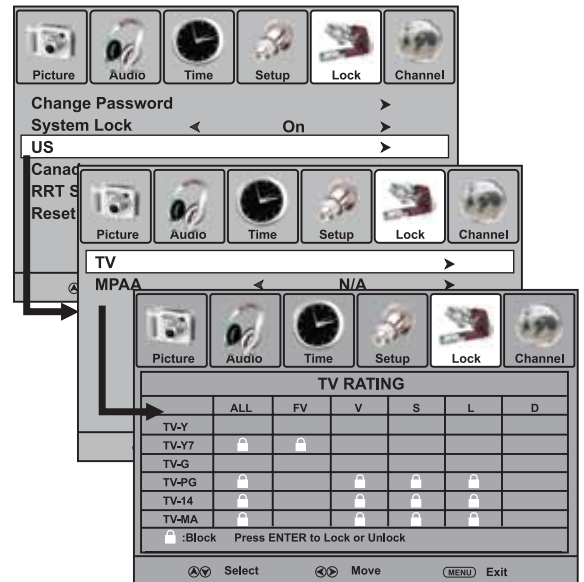 Picture Audio Time Setup Lock Channel
Change Password
System Lock On
US
Canad
RRT S
Reset
Picture Audio Time Setup Lock Channel
TV
MPAA N/A
Picture Audio Time Setup Lock Channel
TV RATING
ALL FV V S L D
TV-Y
TV-Y7
TV-G
TV-PG
TV-14
TV-MA
:Block Press ENTER to Lock or Unlock
Select Move MENU Exit